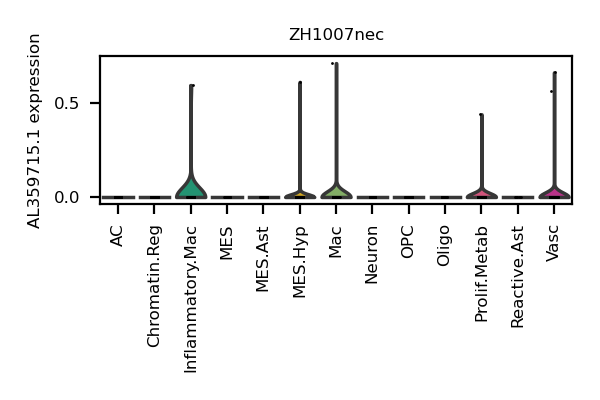 ZH1007nec
AL359715.1 expression
0.5
0.0
AC
Chromatin.Reg
Inflammatory.Mac
MES
MES.Ast
MES.Hyp
Mac
Neuron
OPC
Oligo
Prolif.Metab
Reactive.Ast
Vasc